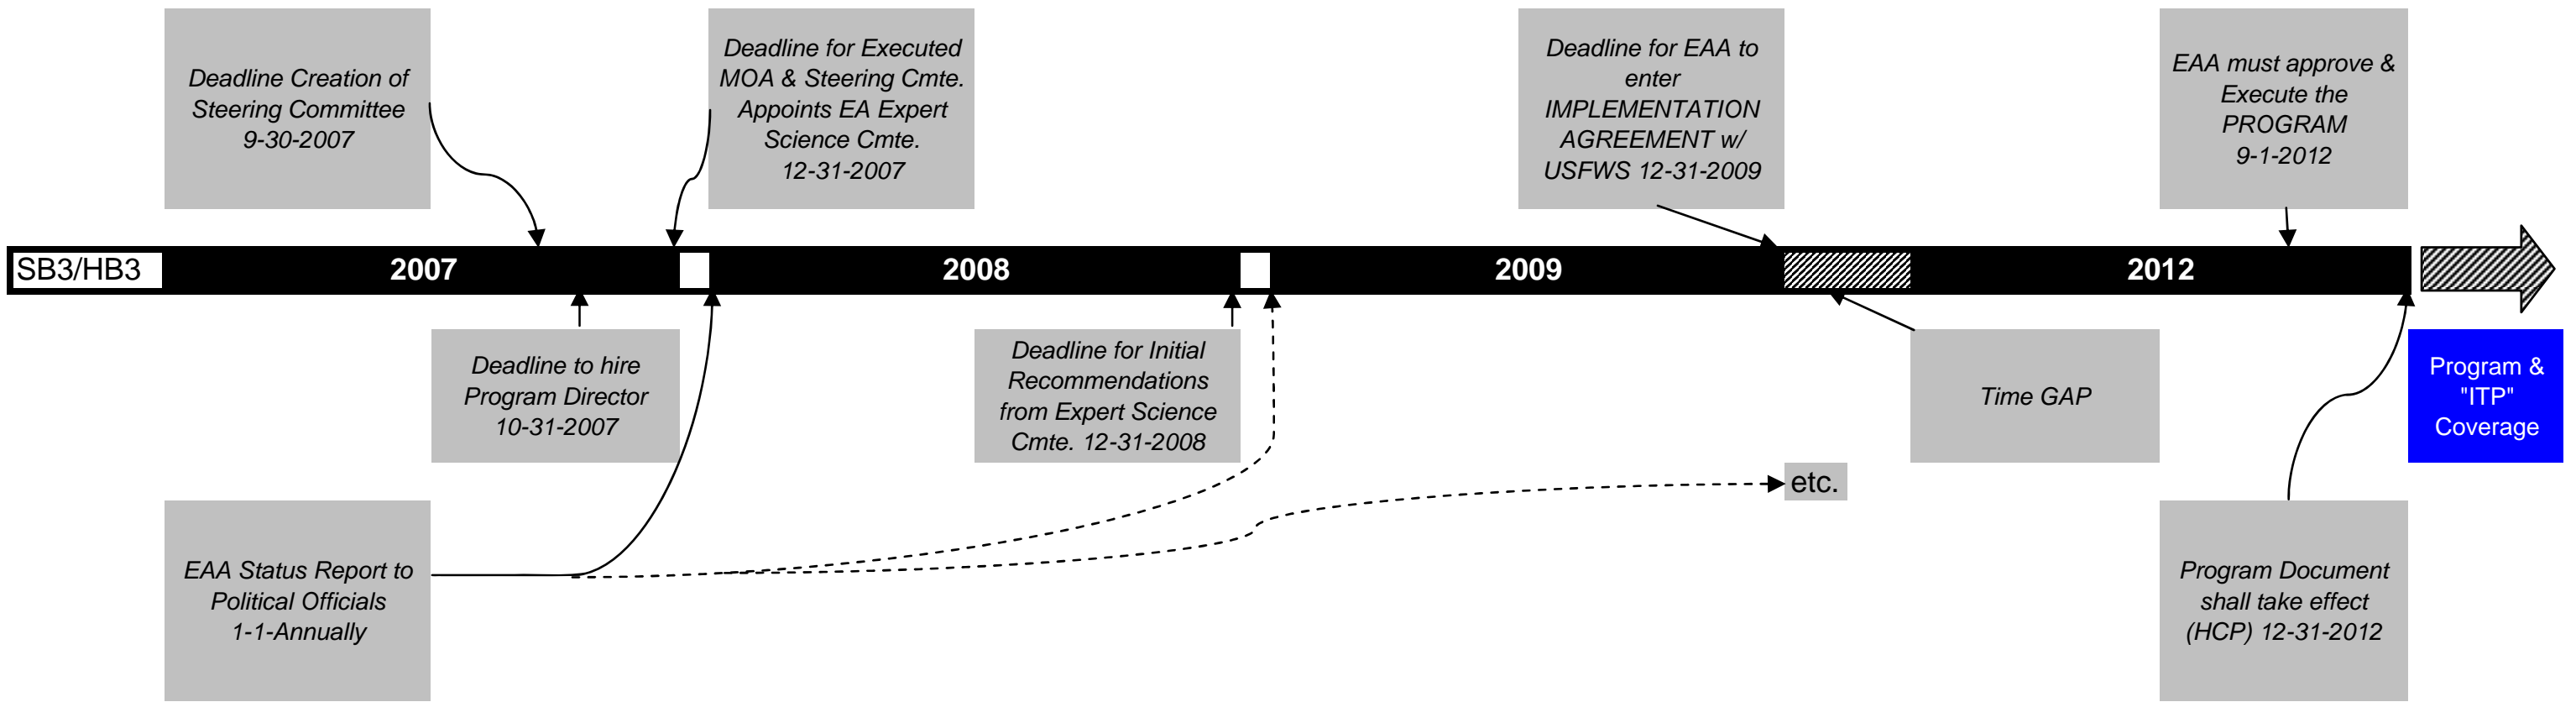 Deadline Creation of
Steering Committee
9-30-2007
Deadline for Executed
MOA & Steering Cmte.
Appoints EA Expert
Science Cmte.
12-31-2007
Deadline for EAA to
enter
IMPLEMENTATION
AGREEMENT w/
USFWS 12-31-2009
EAA must approve &
Execute the
PROGRAM
9-1-2012
SB3/HB3
2007
2008
2009
2012
Deadline to hire
Program Director
10-31-2007
Deadline for Initial
Recommendations
from Expert Science
Cmte. 12-31-2008
Time GAP
Program &
"ITP"
Coverage
etc.
EAA Status Report to
Political Officials
1-1-Annually
Program Document
shall take effect
(HCP) 12-31-2012